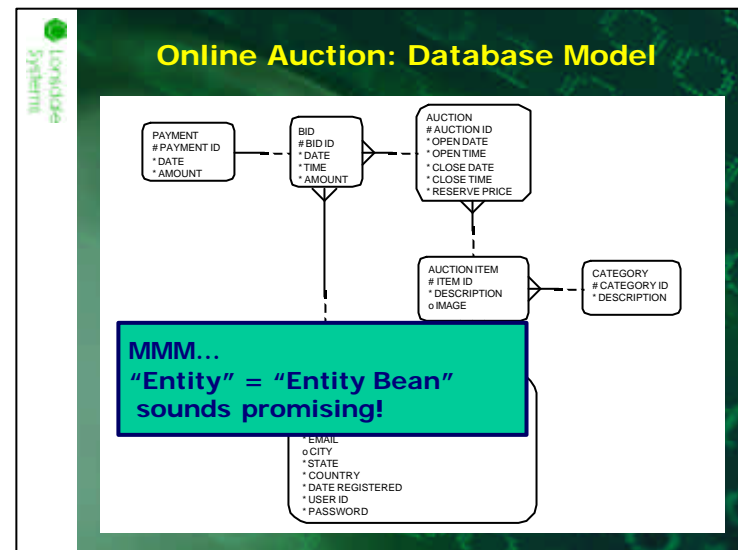 Lonsdale
Systems
Online Auction: Database Model
PAYMENT
# PAYMENT ID
* DATE
* AMOUNT
BID
# BID ID
* DATE
* TIME
* AMOUNT
AUCTION
# AUCTION ID
* OPEN DATE
* OPEN TIME
* CLOSE DATE
* CLOSE TIME
* RESERVE PRICE
AUCTION ITEM
# ITEM ID
* DESCRIPTION
o IMAGE
CATEGORY
# CATEGORY ID
* DESCRIPTION
MMM...
“Entity” = “Entity Bean”
sounds promising!
* EMAIL
o CITY
* STATE
* COUNTRY
* DATE REGISTERED
* USER ID
* PASSWORD